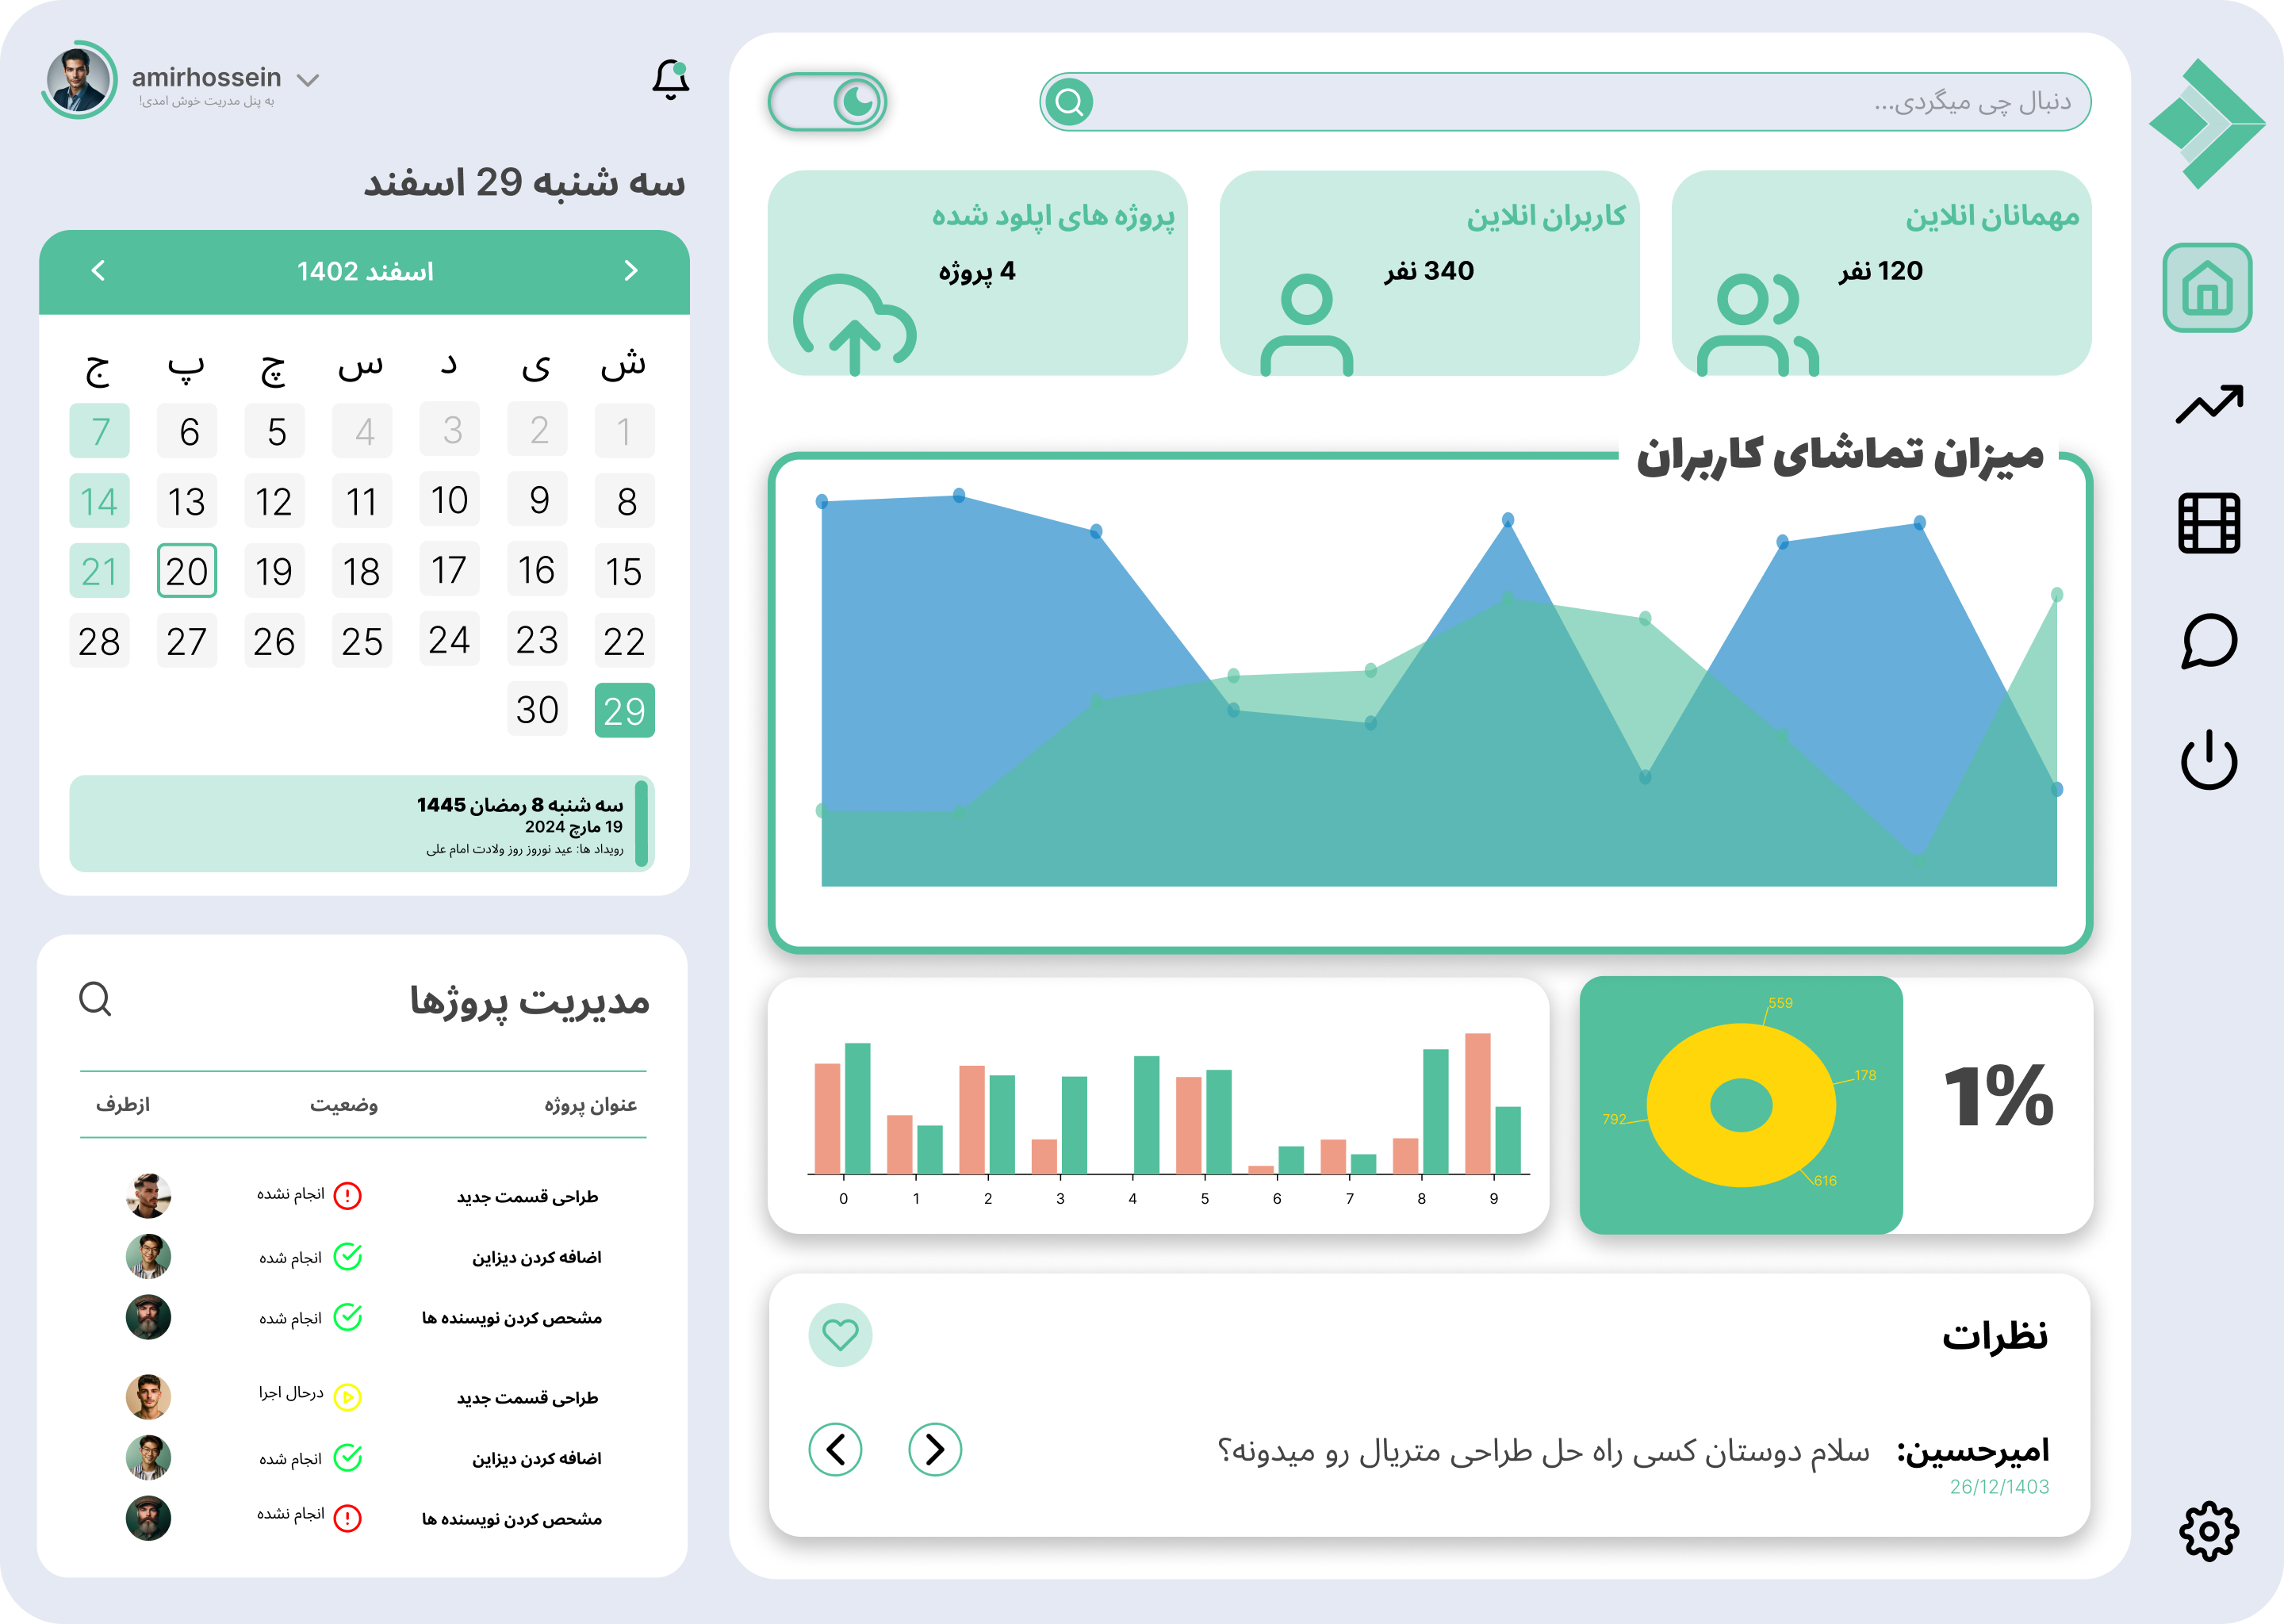 amirhossein
به پنل مدریت خوش امدی!
سه شنبه 29 اسفند
اسفند 1402
ش ی د س چ پ ج
1 2 3 4 5 6 7
8 9 10 11 12 13 14
15 16 17 18 19 20 21
22 23 24 25 26 27 28
29 30
سه شنبه 8 رمضان 1445
19 مارچ 2024
رویداد ها: عید نوروز روز ولادت امام علی
مدیریت پروژها
عنوان پروژه وضعیت ازطرف
طراحی قسمت جدید انجام نشده
اضافه کردن دیزاین انجام شده
مشحص کردن نویسنده ها انجام شده
طراحی قسمت جدید درحال اجرا
اضافه کردن دیزاین انجام شده
مشحص کردن نویسنده ها انجام نشده
دنبال چی میگردی...
مهمانان انلاین
120 نفر
کاربران انلاین
340 نفر
پروژه های اپلود شده
4 پروژه
میزان تماشای کاربران
0 1 2 3 4 5 6 7 8 9
559
178
792
616
1%
نظرات
امیرحسین: سلام دوستان کسی راه حل طراحی متریال رو میدونه؟
26/12/1403